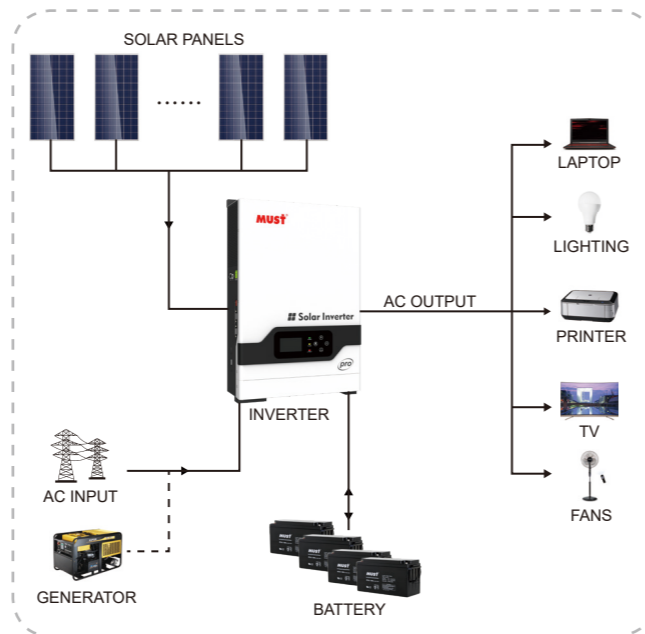 SOLAR PANELS
MUST
Solar Inverter
pro
INVERTER
AC OUTPUT
LAPTOP
LIGHTING
PRINTER
TV
FANS
AC INPUT
GENERATOR
MUST
MUST
MUST
MUST
BATTERY